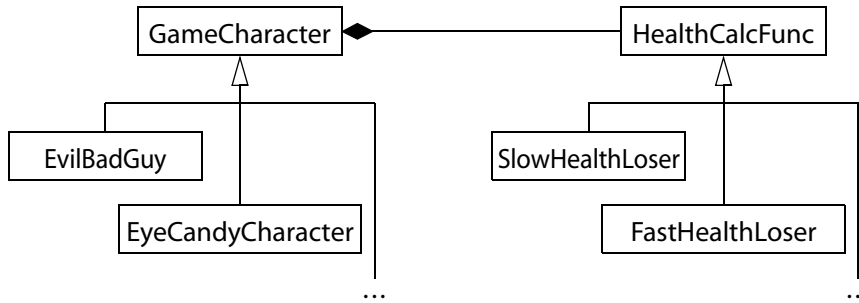 GameCharacter
HealthCalcFunc
EvilBadGuy
SlowHealthLoser
EyeCandyCharacter
FastHealthLoser
...
..